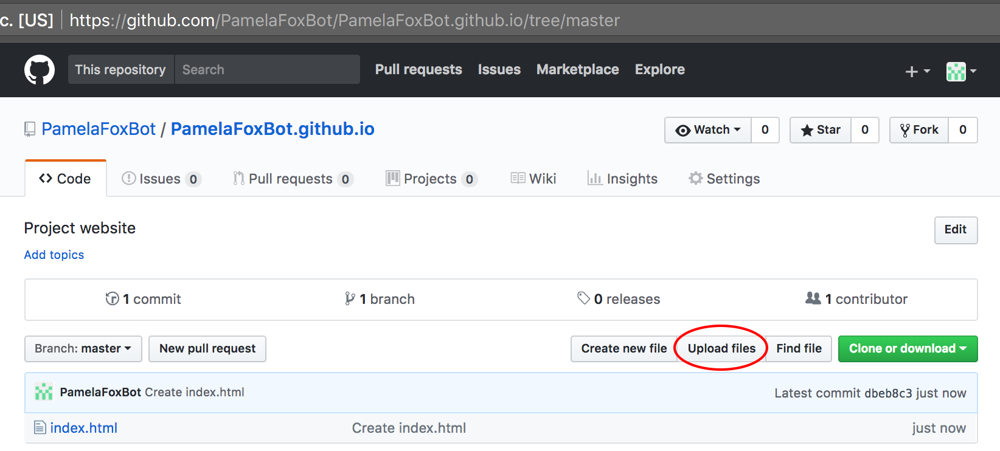 c. [US] https://github.com/PamelaFoxBot/PamelaFoxBot.github.io/tree/master
This repository Search Pull requests Issues Marketplace Explore
PamelaFoxBot / PamelaFoxBot.github.io Watch 0 Star 0 Fork 0
Code Issues 0 Pull requests 0 Projects 0 Wiki Insights Settings
Project website Edit
Add topics
1 commit 1 branch 0 releases 1 contributor
Branch: master New pull request Create new file Upload files Find file Clone or download
PamelaFoxBot Create index.html Latest commit dbeb8c3 just now
index.html Create index.html just now